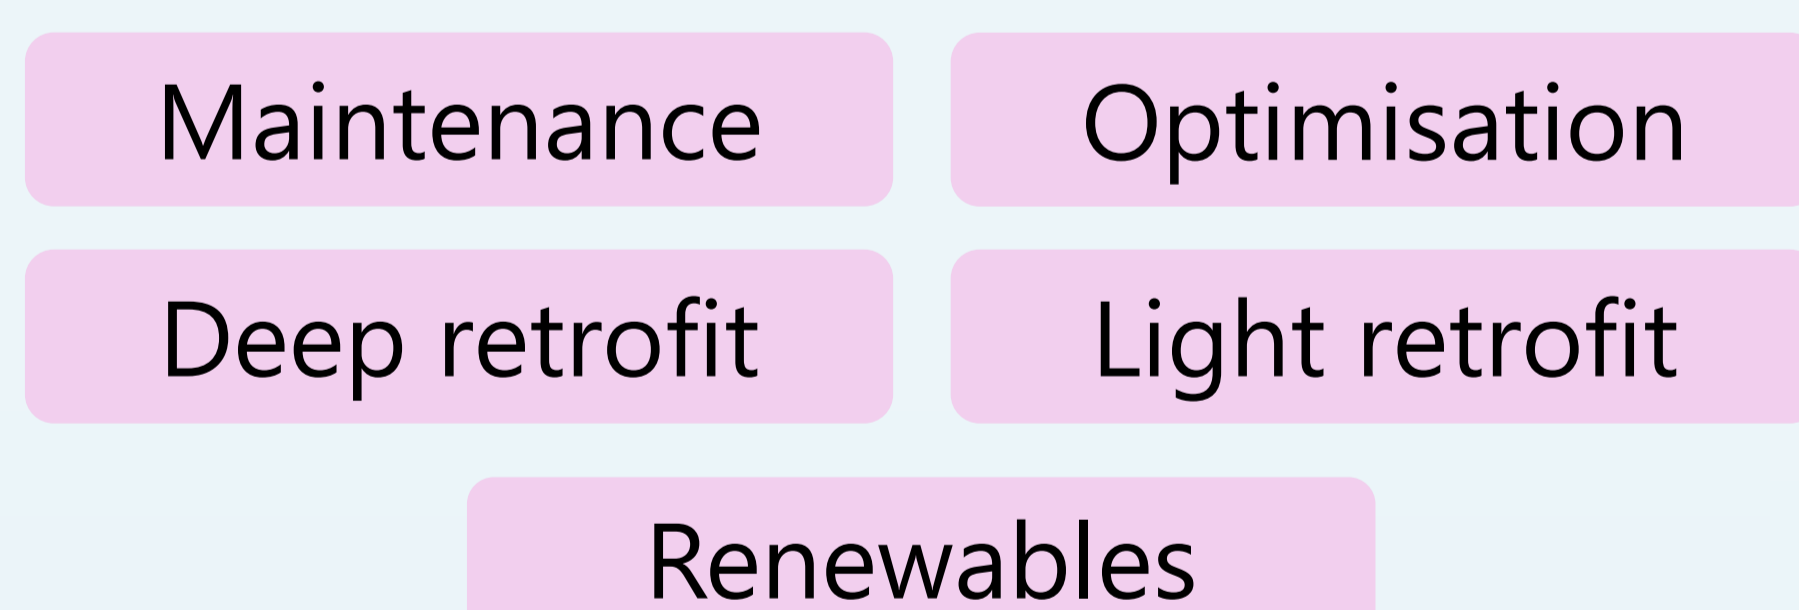 Maintenance
Optimisation
Deep retrofit
Light retrofit
Renewables